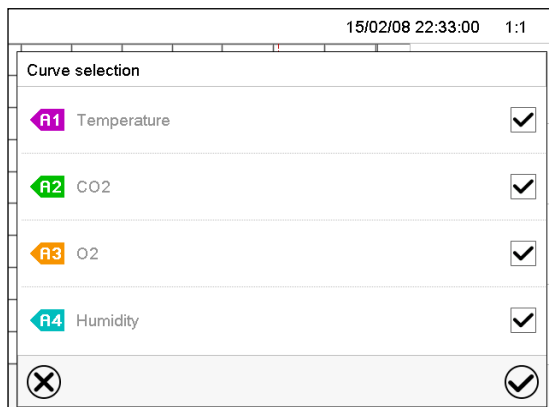 15/02/08 22:33:00 1:1
Curve selection
A1 Temperature
A2 CO2
A3 O2
A4 Humidity